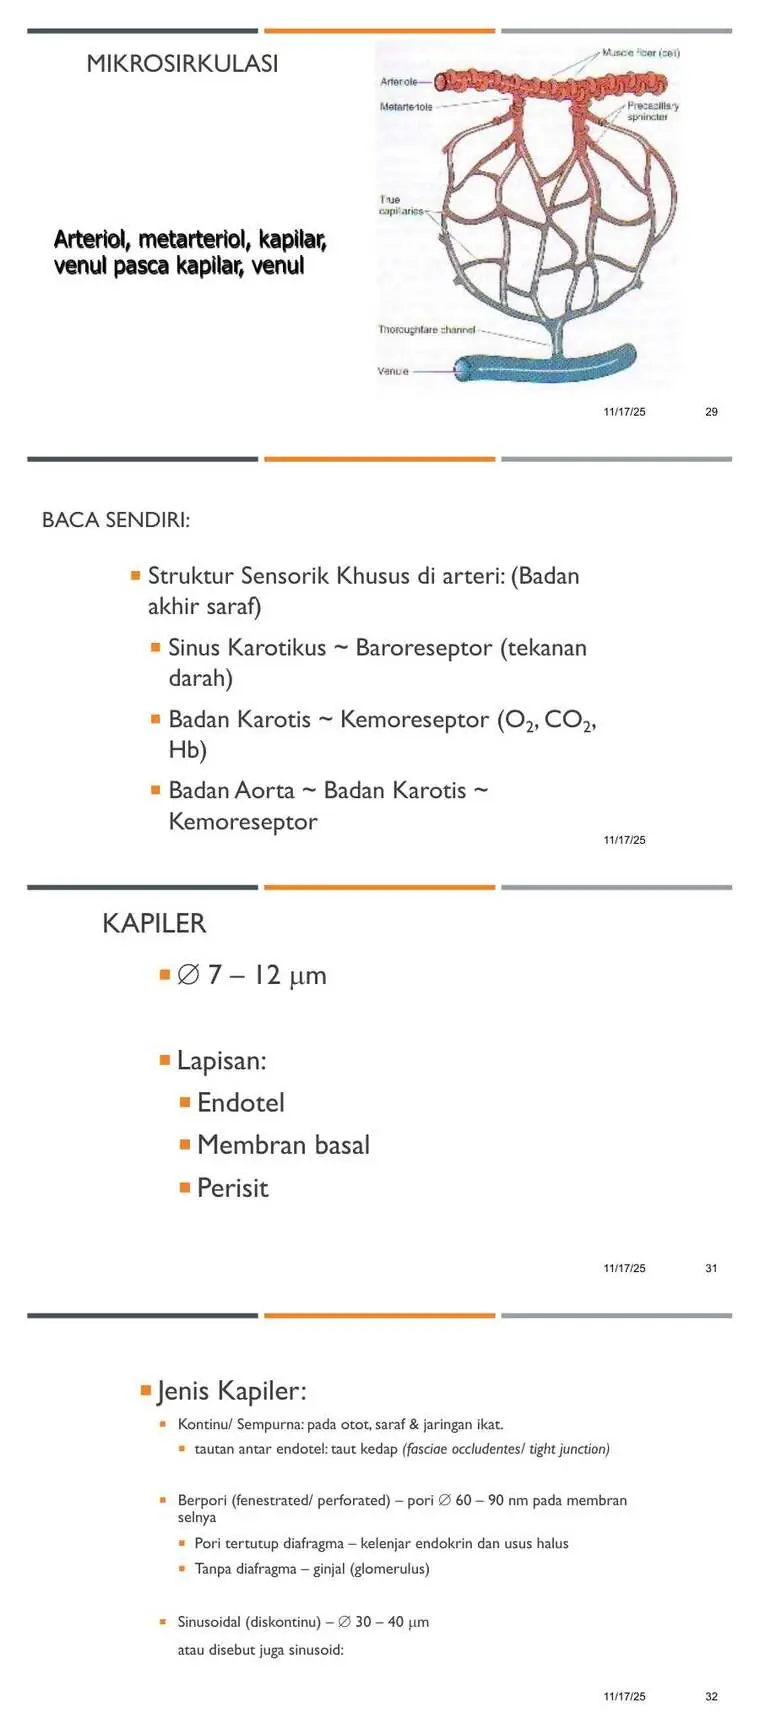 MIKROSIRKULASI
Arteriol, metarteriol, kapilar,
venul pasca kapilar, venul
Muscle fiber (cell)
Arteriole
Metarteriole
Precapillary
sphincter
True
capillaries
Thoroughfare channel
Venule
11/17/25 29
BACA SENDIRI:
Struktur Sensorik Khusus di arteri: (Badan
akhir saraf)
Sinus Karotikus ~ Baroreseptor (tekanan
darah)
Badan Karotis ~ Kemoreseptor (O₂, CO₂,
Hb)
Badan Aorta ~ Badan Karotis ~
Kemoreseptor
11/17/25
KAPILER
∅ 7 – 12 μm
Lapisan:
Endotel
Membran basal
Perisit
11/17/25 31
Jenis Kapiler:
Kontinu/ Sempurna: pada otot, saraf & jaringan ikat.
tautan antar endotel: taut kedap (fasciae occludentes/ tight junction)
Berpori (fenestrated/ perforated) – pori ∅ 60 – 90 nm pada membran
selnya
Pori tertutup diafragma – kelenjar endokrin dan usus halus
Tanpa diafragma – ginjal (glomerulus)
Sinusoidal (diskontinu) – ∅ 30 – 40 μm
atau disebut juga sinusoid:
11/17/25 32